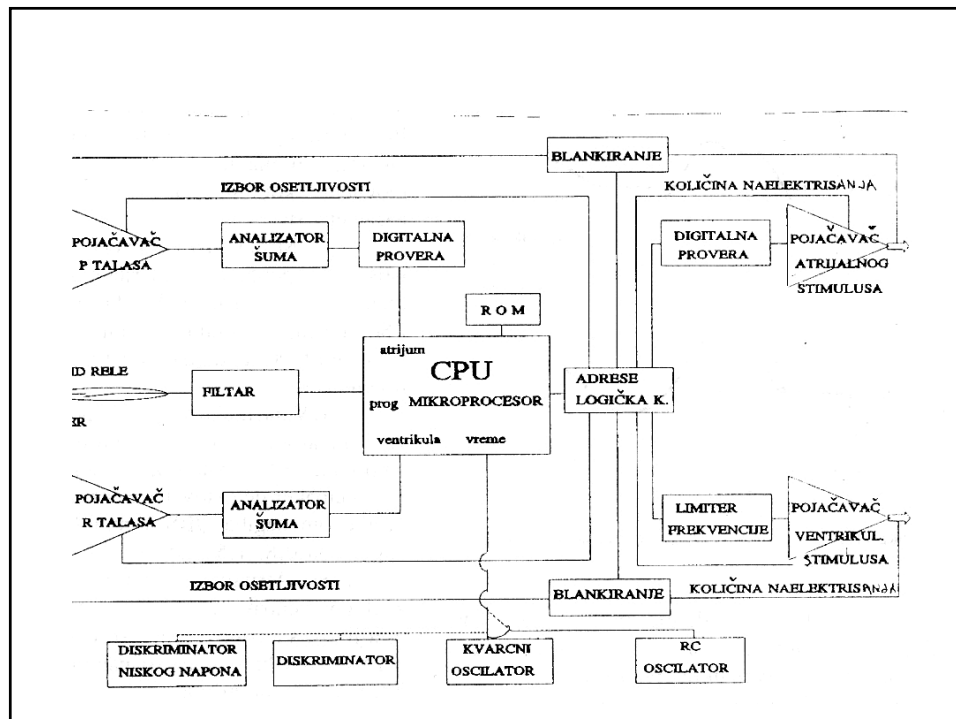 BLANKIRANJE
IZBOR OSETLJIVOSTI
KOLIČINA NAELEKTRISANJA
POJAČAVAČ
P TALASA
ANALIZATOR
ŠUMA
DIGITALNA
PROVERA
DIGITALNA
PROVERA
POJAČAVAČ
ATRIJALNOG
STIMULUSA
R O M
atrijum
CPU
prog MIKROPROCESOR
ventrikula vreme
RELE
FILTAR
ADRESE
LOGIČKA K.
POJAČAVAČ
R TALASA
ANALIZATOR
ŠUMA
LIMITER
FREKVENCIJE
POJAČAVAČ
VENTRIKUL.
STIMULUSA
IZBOR OSETLJIVOSTI
BLANKIRANJE
KOLIČINA NAELEKTRISANJA
DISKRIMINATOR
NISKOG NAPONA
DISKRIMINATOR
KVARCNI
OSCILATOR
RC
OSCILATOR